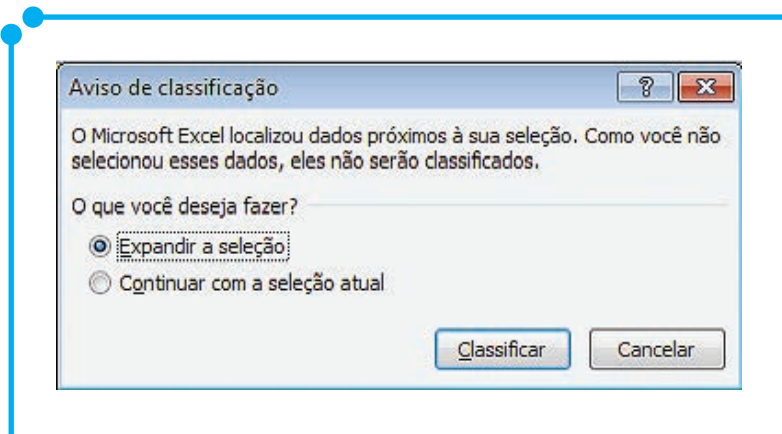 Aviso de classificação
O Microsoft Excel localizou dados próximos à sua seleção. Como você não
selecionou esses dados, eles não serão classificados.
O que você deseja fazer?
Expandir a seleção
Continuar com a seleção atual
Classificar
Cancelar